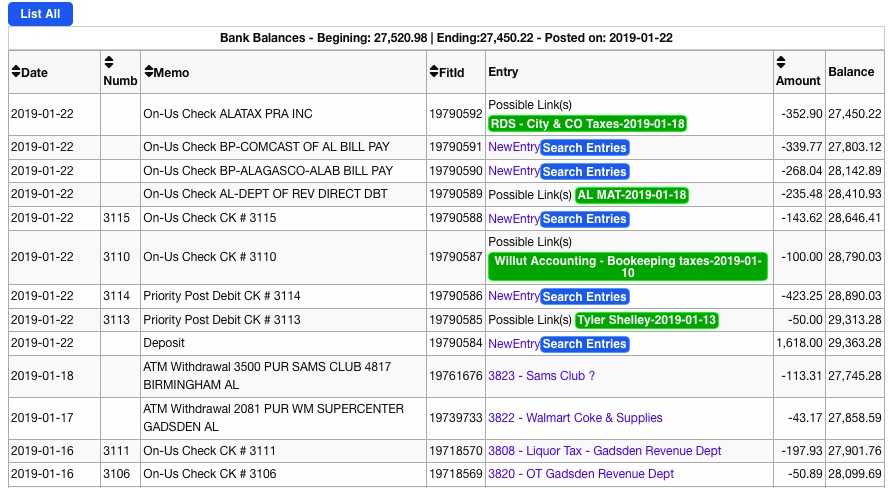 List All
Bank Balances - Begining: 27,520.98 | Ending:27,450.22 - Posted on: 2019-01-22
Date Numb Memo FitId Entry Amount Balance
2019-01-22 On-Us Check ALATAX PRA INC 19790592 Possible Link(s) -352.90 27,450.22
RDS - City & CO Taxes-2019-01-18
2019-01-22 On-Us Check BP-COMCAST OF AL BILL PAY 19790591 NewEntry Search Entries -339.77 27,803.12
2019-01-22 On-Us Check BP-ALAGASCO-ALAB BILL PAY 19790590 NewEntry Search Entries -268.04 28,142.89
2019-01-22 On-Us Check AL-DEPT OF REV DIRECT DBT 19790589 Possible Link(s) AL MAT-2019-01-18 -235.48 28,410.93
2019-01-22 3115 On-Us Check CK # 3115 19790588 NewEntry Search Entries -143.62 28,646.41
2019-01-22 3110 On-Us Check CK # 3110 19790587 Possible Link(s) -100.00 28,790.03
Willut Accounting - Bookeeping taxes-2019-01-
10
2019-01-22 3114 Priority Post Debit CK # 3114 19790586 NewEntry Search Entries -423.25 28,890.03
2019-01-22 3113 Priority Post Debit CK # 3113 19790585 Possible Link(s) Tyler Shelley-2019-01-13 -50.00 29,313.28
2019-01-22 Deposit 19790584 NewEntry Search Entries 1,618.00 29,363.28
2019-01-18 ATM Withdrawal 3500 PUR SAMS CLUB 4817 19761676 3823 - Sams Club ? -113.31 27,745.28
BIRMINGHAM AL
2019-01-17 ATM Withdrawal 2081 PUR WM SUPERCENTER 19739733 3822 - Walmart Coke & Supplies -43.17 27,858.59
GADSDEN AL
2019-01-16 3111 On-Us Check CK # 3111 19718570 3808 - Liquor Tax - Gadsden Revenue Dept -197.93 27,901.76
2019-01-16 3106 On-Us Check CK # 3106 19718569 3820 - OT Gadsden Revenue Dept -50.89 28,099.69